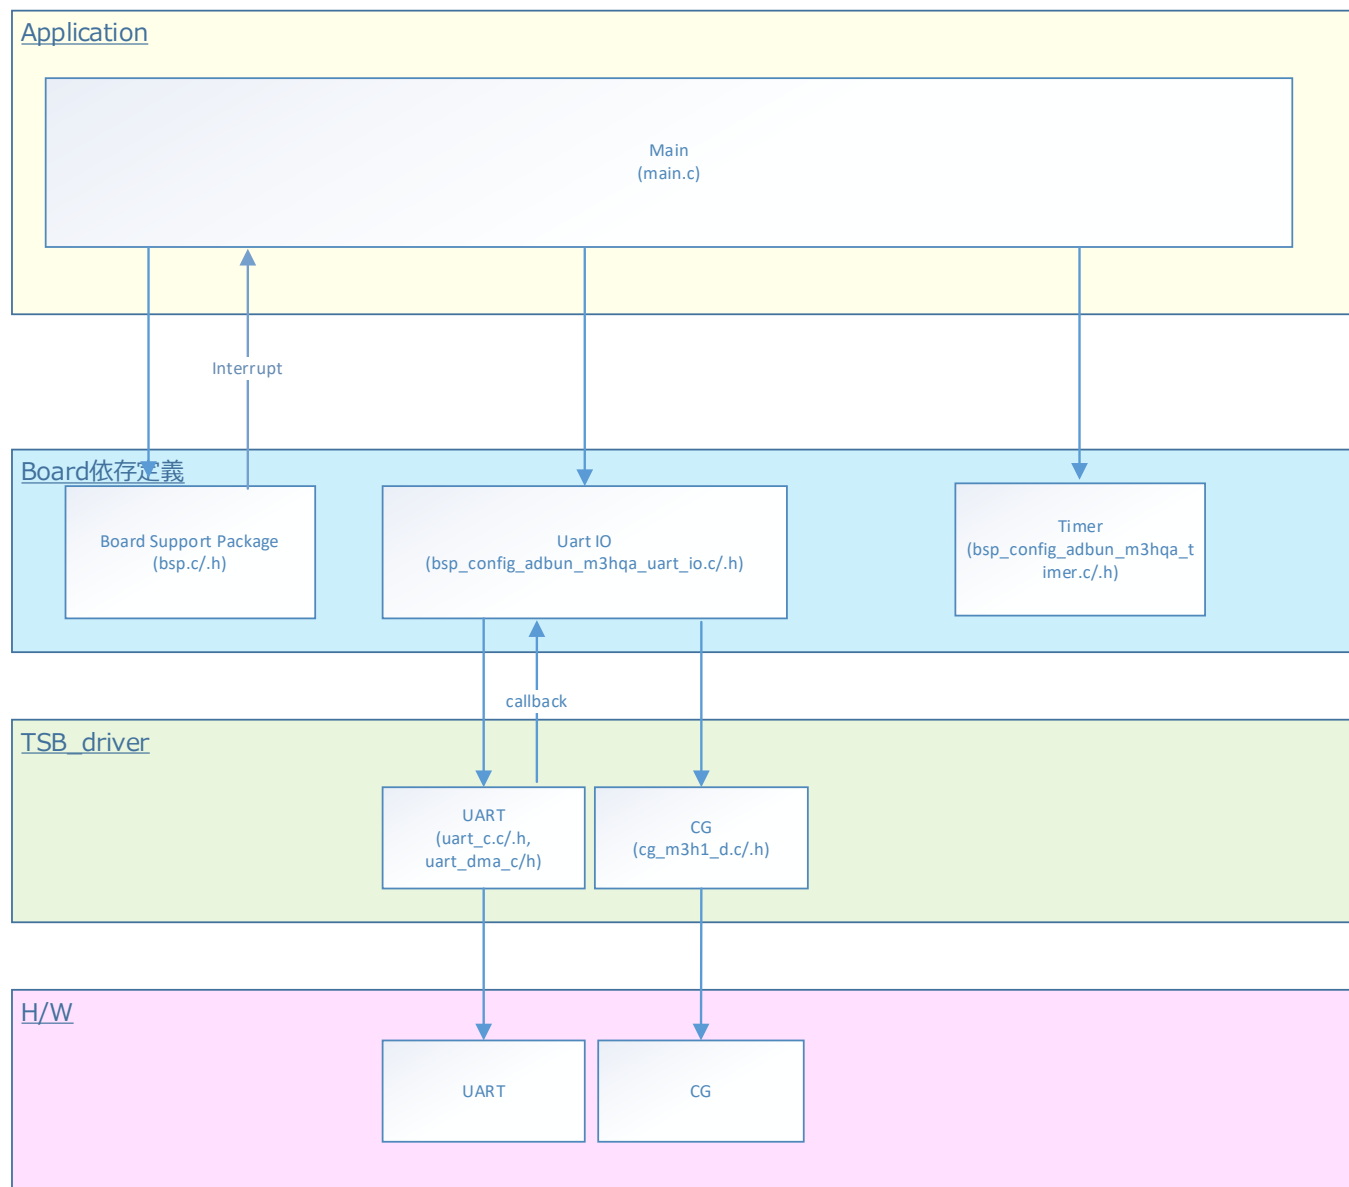 Application
Main
(main.c)
Interrupt
Board依存定義
Board Support Package
(bsp.c/.h)
Uart IO
(bsp_config_adbun_m3hqa_uart_io.c/.h)
Timer
(bsp_config_adbun_m3hqa_t
imer.c/.h)
callback
TSB_driver
UART
(uart_c.c/.h,
uart_dma_c/h)
CG
(cg_m3h1_d.c/.h)
H/W
UART
CG